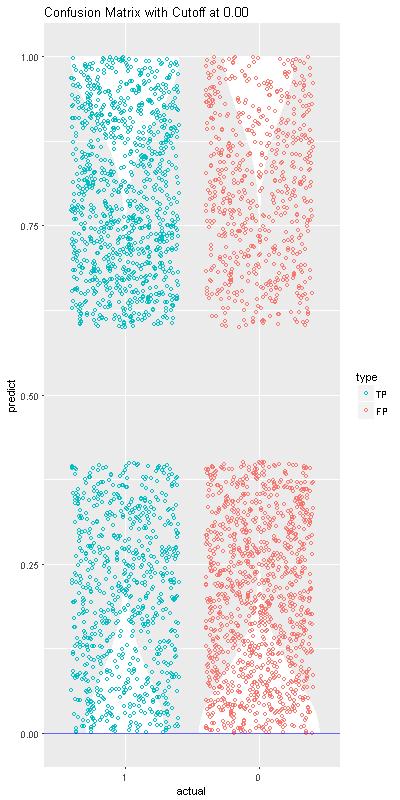 Confusion Matrix with Cutoff at 0.00
1.00
0.75
0.50
0.25
0.00
predict
1
0
actual
type
TP
FP